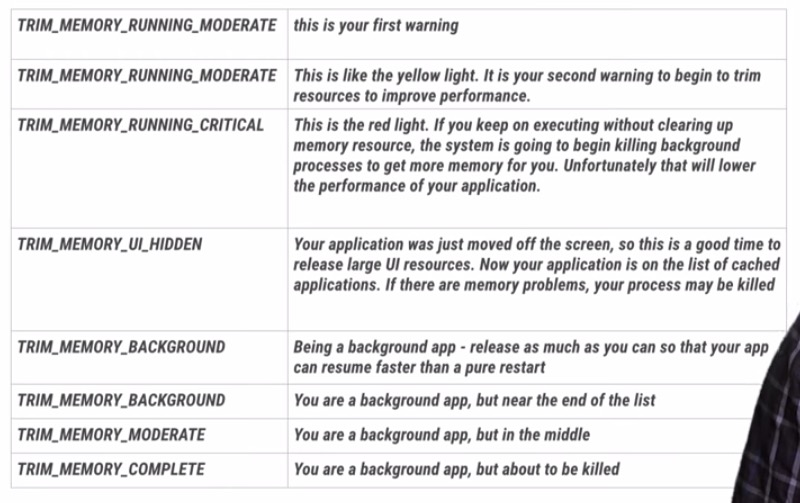 TRIM_MEMORY_RUNNING_MODERATE this is your first warning
TRIM_MEMORY_RUNNING_MODERATE This is like the yellow light. It is your second warning to begin to trim
resources to improve performance.
TRIM_MEMORY_RUNNING_CRITICAL This is the red light. If you keep on executing without clearing up
memory resource, the system is going to begin killing background
processes to get more memory for you. Unfortunately that will lower
the performance of your application.
TRIM_MEMORY_UI_HIDDEN Your application was just moved off the screen, so this is a good time to
release large UI resources. Now your application is on the list of cached
applications. If there are memory problems, your process may be killed
TRIM_MEMORY_BACKGROUND Being a background app - release as much as you can so that your app
can resume faster than a pure restart
TRIM_MEMORY_BACKGROUND You are a background app, but near the end of the list
TRIM_MEMORY_MODERATE You are a background app, but in the middle
TRIM_MEMORY_COMPLETE You are a background app, but about to be killed